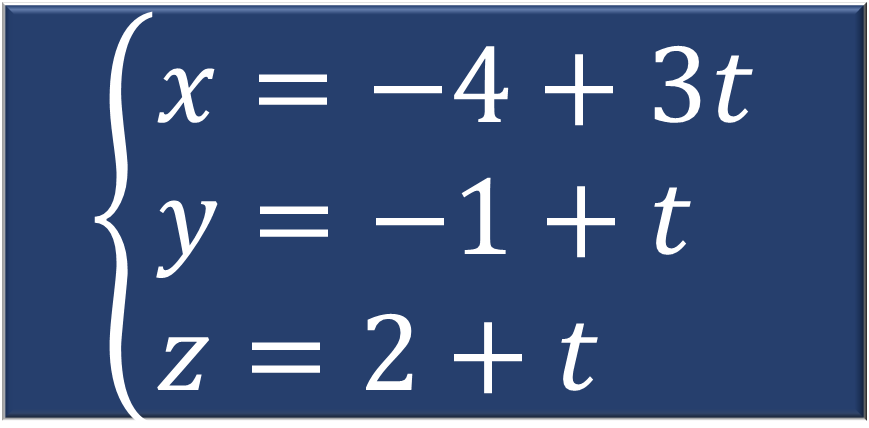 x = −4 + 3t
y = −1 + t
z = 2 + t